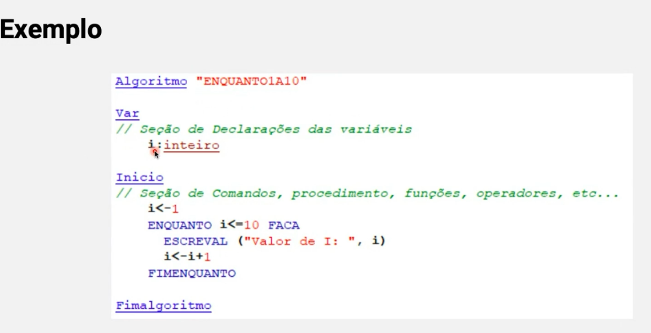 Exemplo
Algoritmo "ENQUANTO1A10"
Var
// Seção de Declarações das variáveis
i:inteiro
Inicio
// Seção de Comandos, procedimento, funções, operadores, etc...
i<-1
ENQUANTO i<=10 FACA
ESCREVAL ("Valor de I: ", i)
i<-i+1
FIMENQUANTO
Fimalgoritmo